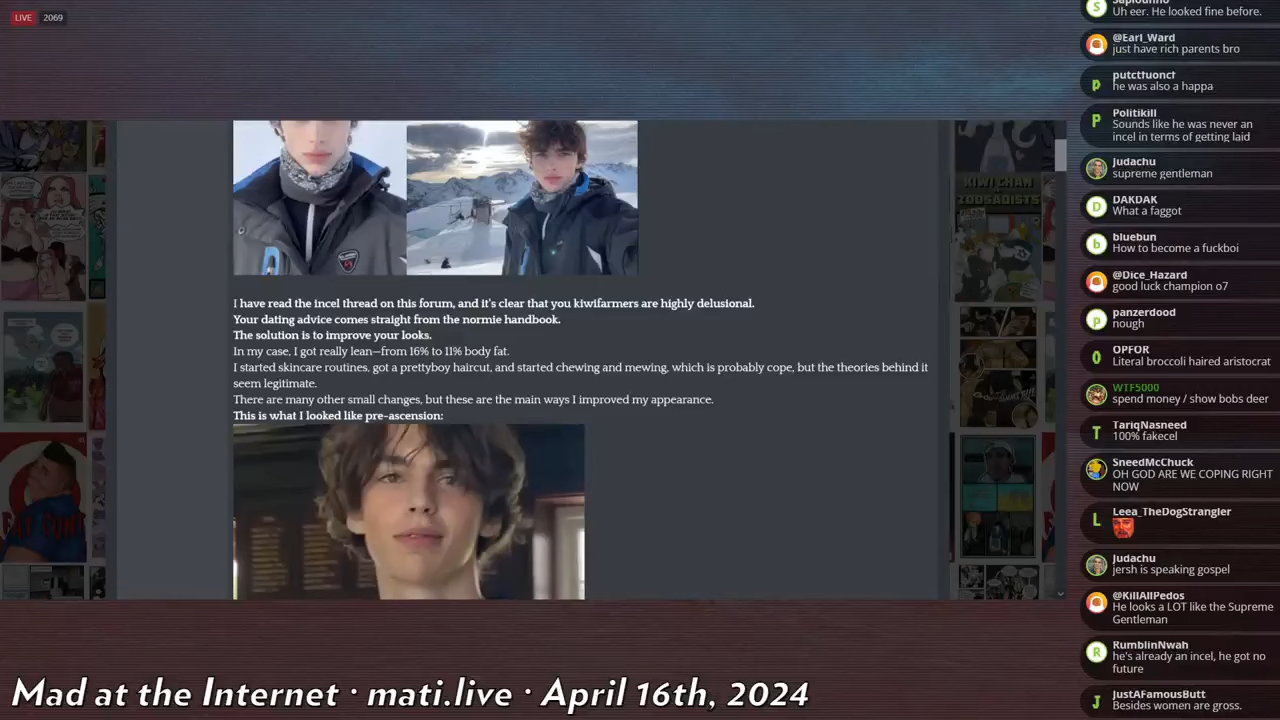 LIVE 2069
I have read the incel thread on this forum, and it's clear that you kiwifarmers are highly delusional.
Your dating advice comes straight from the normie handbook.
The solution is to improve your looks.
In my case, I got really lean—from 16% to 11% body fat.
I started skincare routines, got a prettyboy haircut, and started chewing and mewing, which is probably cope, but the theories behind it
seem legitimate.
There are many other small changes, but these are the main ways I improved my appearance.
This is what I looked like pre-ascension:
KIWI CHAN
ZOOSADISTS
Uh eer. He looked fine before.
@Earl_Ward
just have rich parents bro
he was also a happa
Politikill
Sounds like he was never an
incel in terms of getting laid
Judachu
supreme gentleman
DAKDAK
What a faggot
bluebun
How to become a fuckboi
@Dice_Hazard
good luck champion o7
panzerdood
nough
OPFOR
Literal broccoli haired aristocrat
WTF5000
spend money / show bobs deer
TariqNasneed
100% fakecel
SneedMcChuck
OH GOD ARE WE COPING RIGHT
NOW
Leea_TheDogStrangler
Judachu
jersh is speaking gospel
@KillAllPedos
He looks a LOT like the Supreme
Gentleman
RumblinNwah
he's already an incel, he got no
future
JustAFamousButt
Besides women are gross.
Mad at the Internet · mati.live · April 16th, 2024